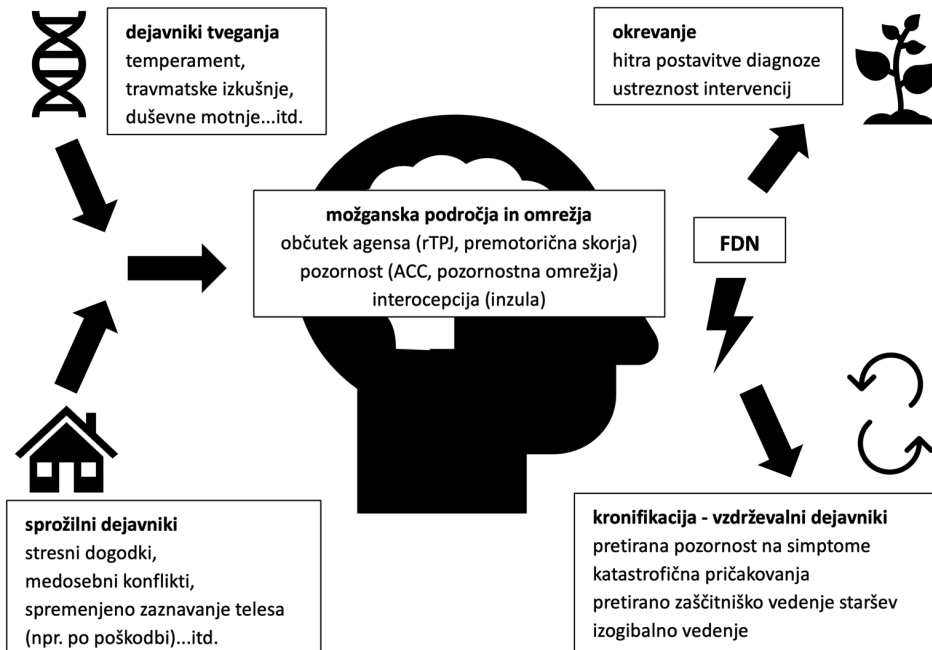 dejavniki tveganja
temperament,
travmatske izkušnje,
duševne motnje...itd.
okrevanje
hitra postavitve diagnoze
ustreznost intervencij
možganska področja in omrežja
občutek agensa (rTPJ, premotorična skorja)
pozornost (ACC, pozornostna omrežja)
interocepcija (inzula)
FDN
sprožilni dejavniki
stresni dogodki,
medosebni konflikti,
spremenjeno zaznavanje telesa
(npr. po poškodbi)...itd.
kronifikacija - vzdrževalni dejavniki
pretirana pozornost na simptome
katastrofična pričakovanja
pretirano zaščitniško vedenje staršev
izogibalno vedenje